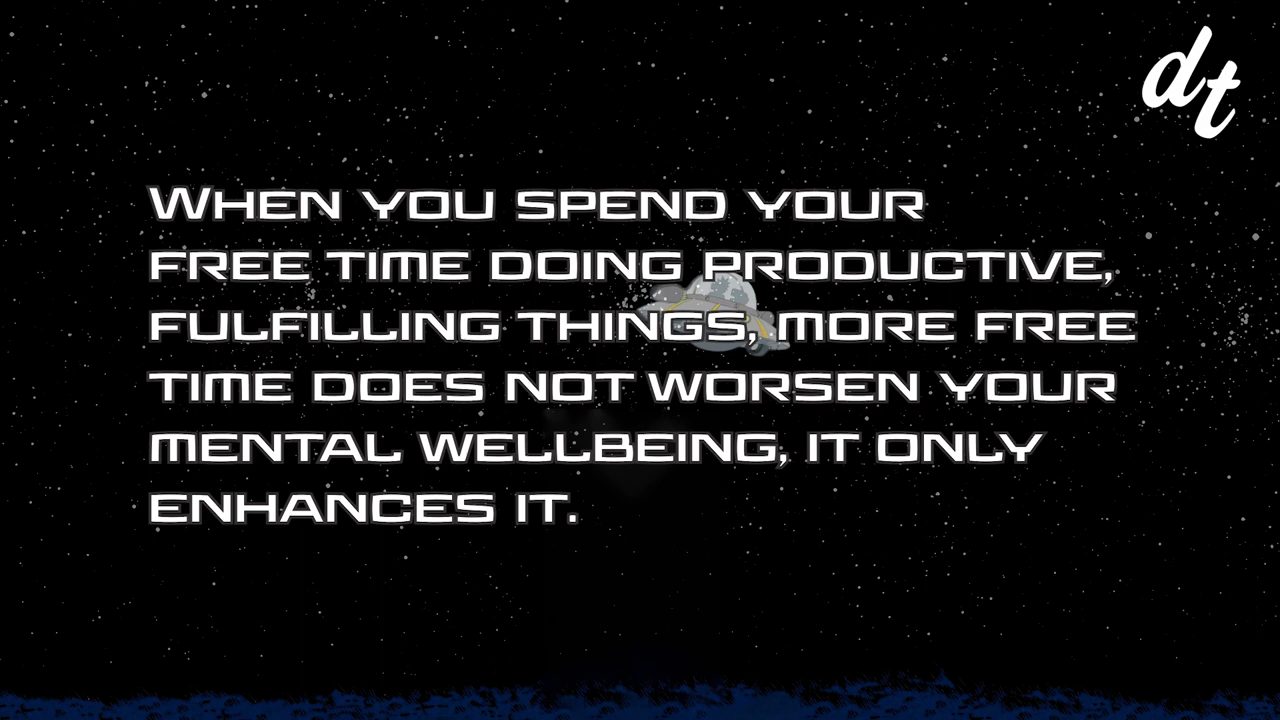 dt
When you spend your
free time doing productive,
fulfilling things, more free
time does not worsen your
mental wellbeing, it only
enhances it.